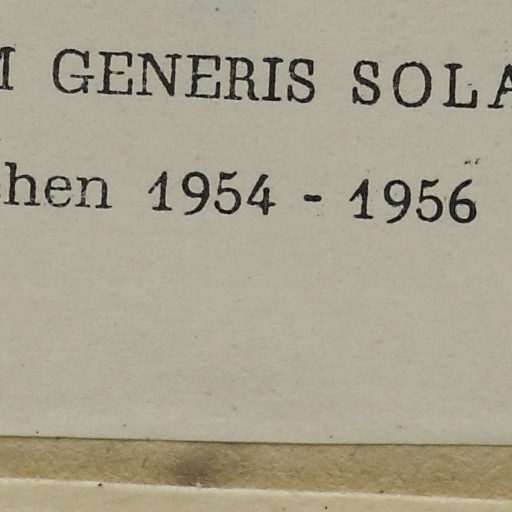 M GENERIS SOLA
hen 1954 - 1956